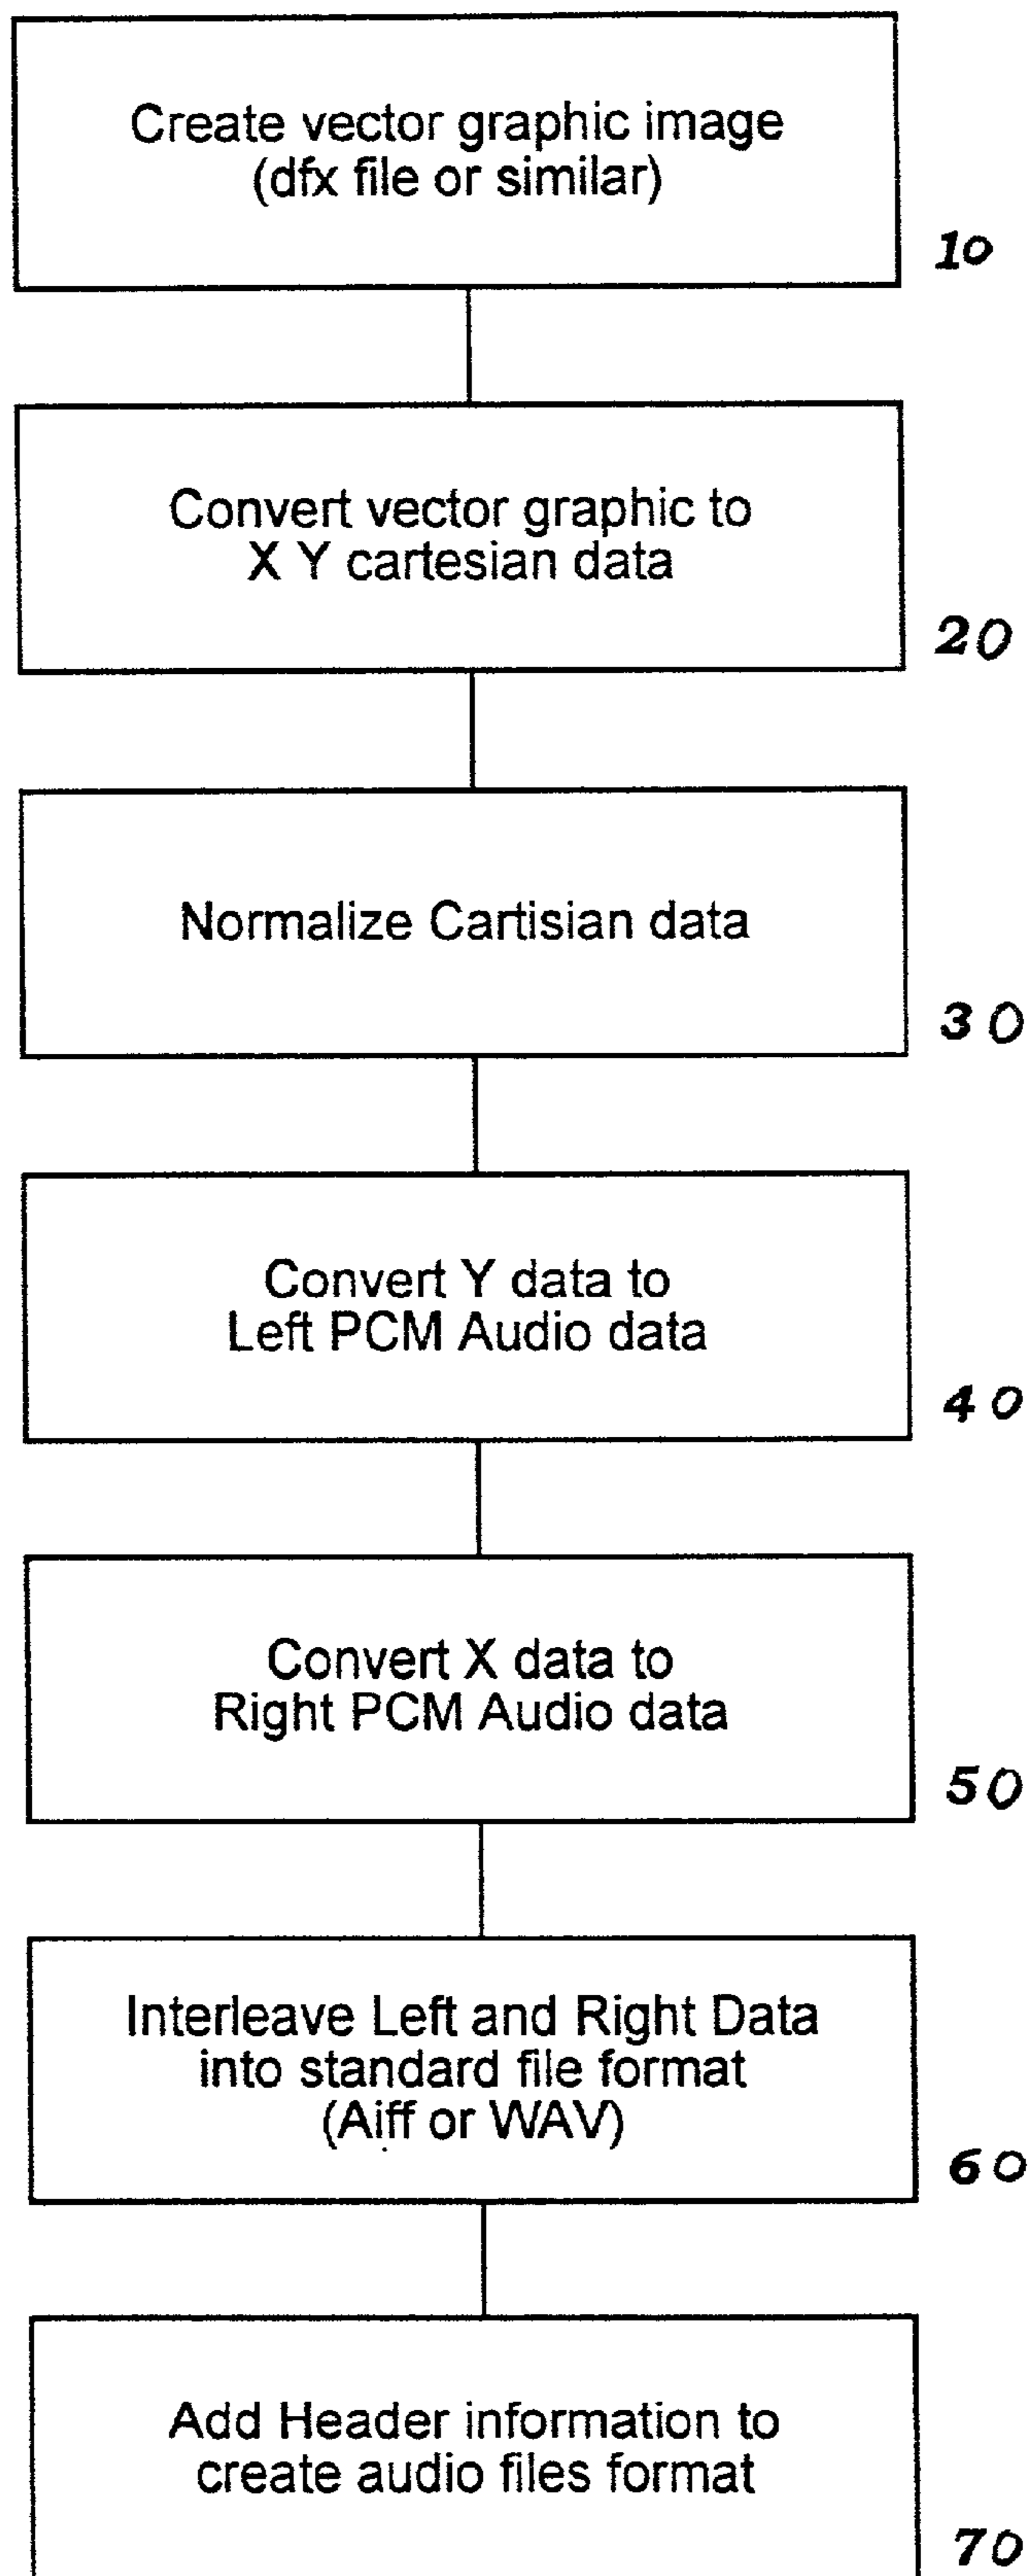 Create vector graphic image
(dfx file or similar)
10
Convert vector graphic to
X Y cartesian data
20
Normalize Cartisian data
30
Convert Y data to
Left PCM Audio data
40
Convert X data to
Right PCM Audio data
50
Interleave Left and Right Data
into standard file format
(Aiff or WAV)
60
Add Header information to
create audio files format
70